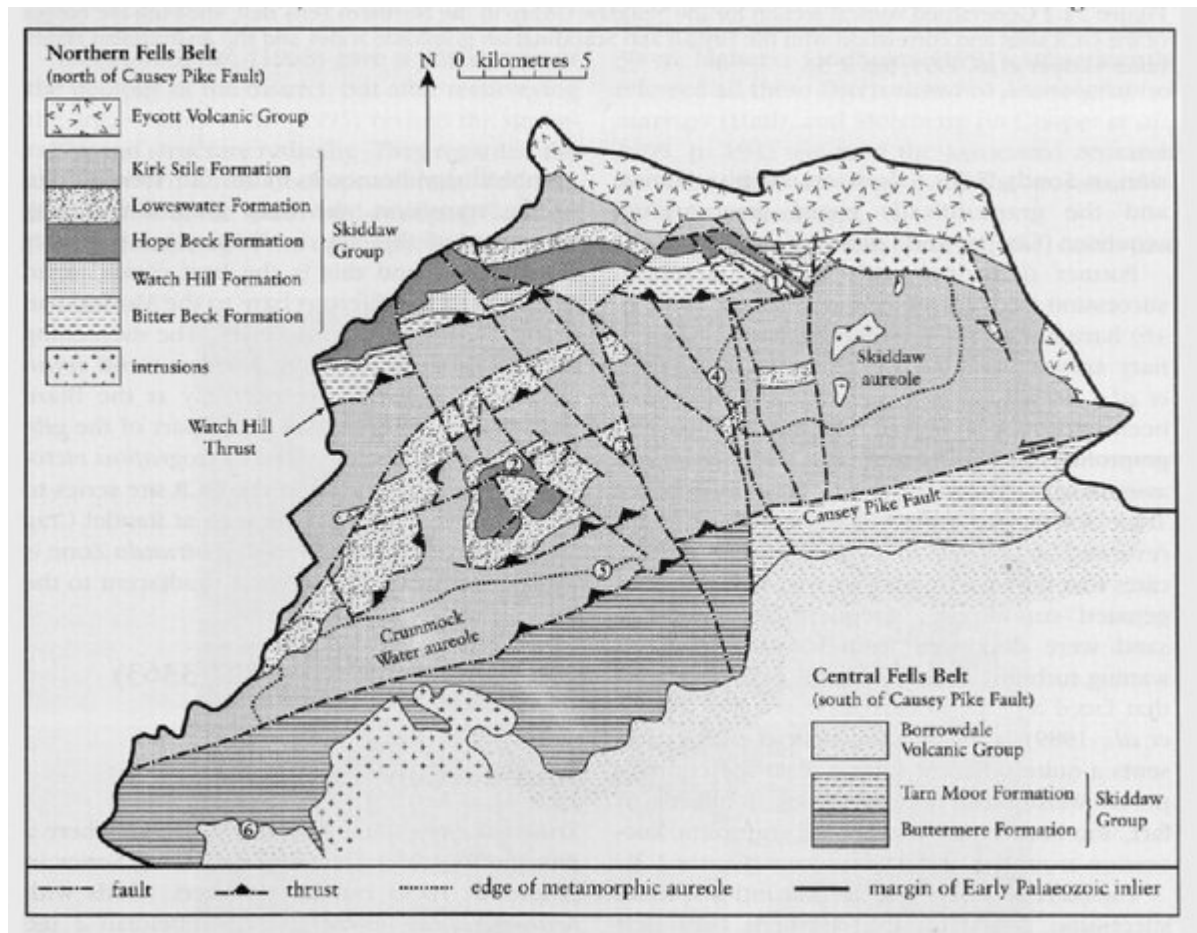 Northern Fells Belt
(north of Causey Pike Fault)
Eycott Volcanic Group
Kirk Stile Formation
Loweswater Formation
Hope Beck Formation
Watch Hill Formation
Bitter Beck Formation
Skiddaw
Group
intrusions
N
0 kilometres 5
1
Skiddaw
aureole
4
Watch Hill
Thrust
2
3
Causey Pike Fault
5
Crummock
Water aureole
6
Central Fells Belt
(south of Causey Pike Fault)
Borrowdale
Volcanic Group
Tarn Moor Formation
Buttermere Formation
Skiddaw
Group
fault
thrust
edge of metamorphic aureole
margin of Early Palaeozoic inlier